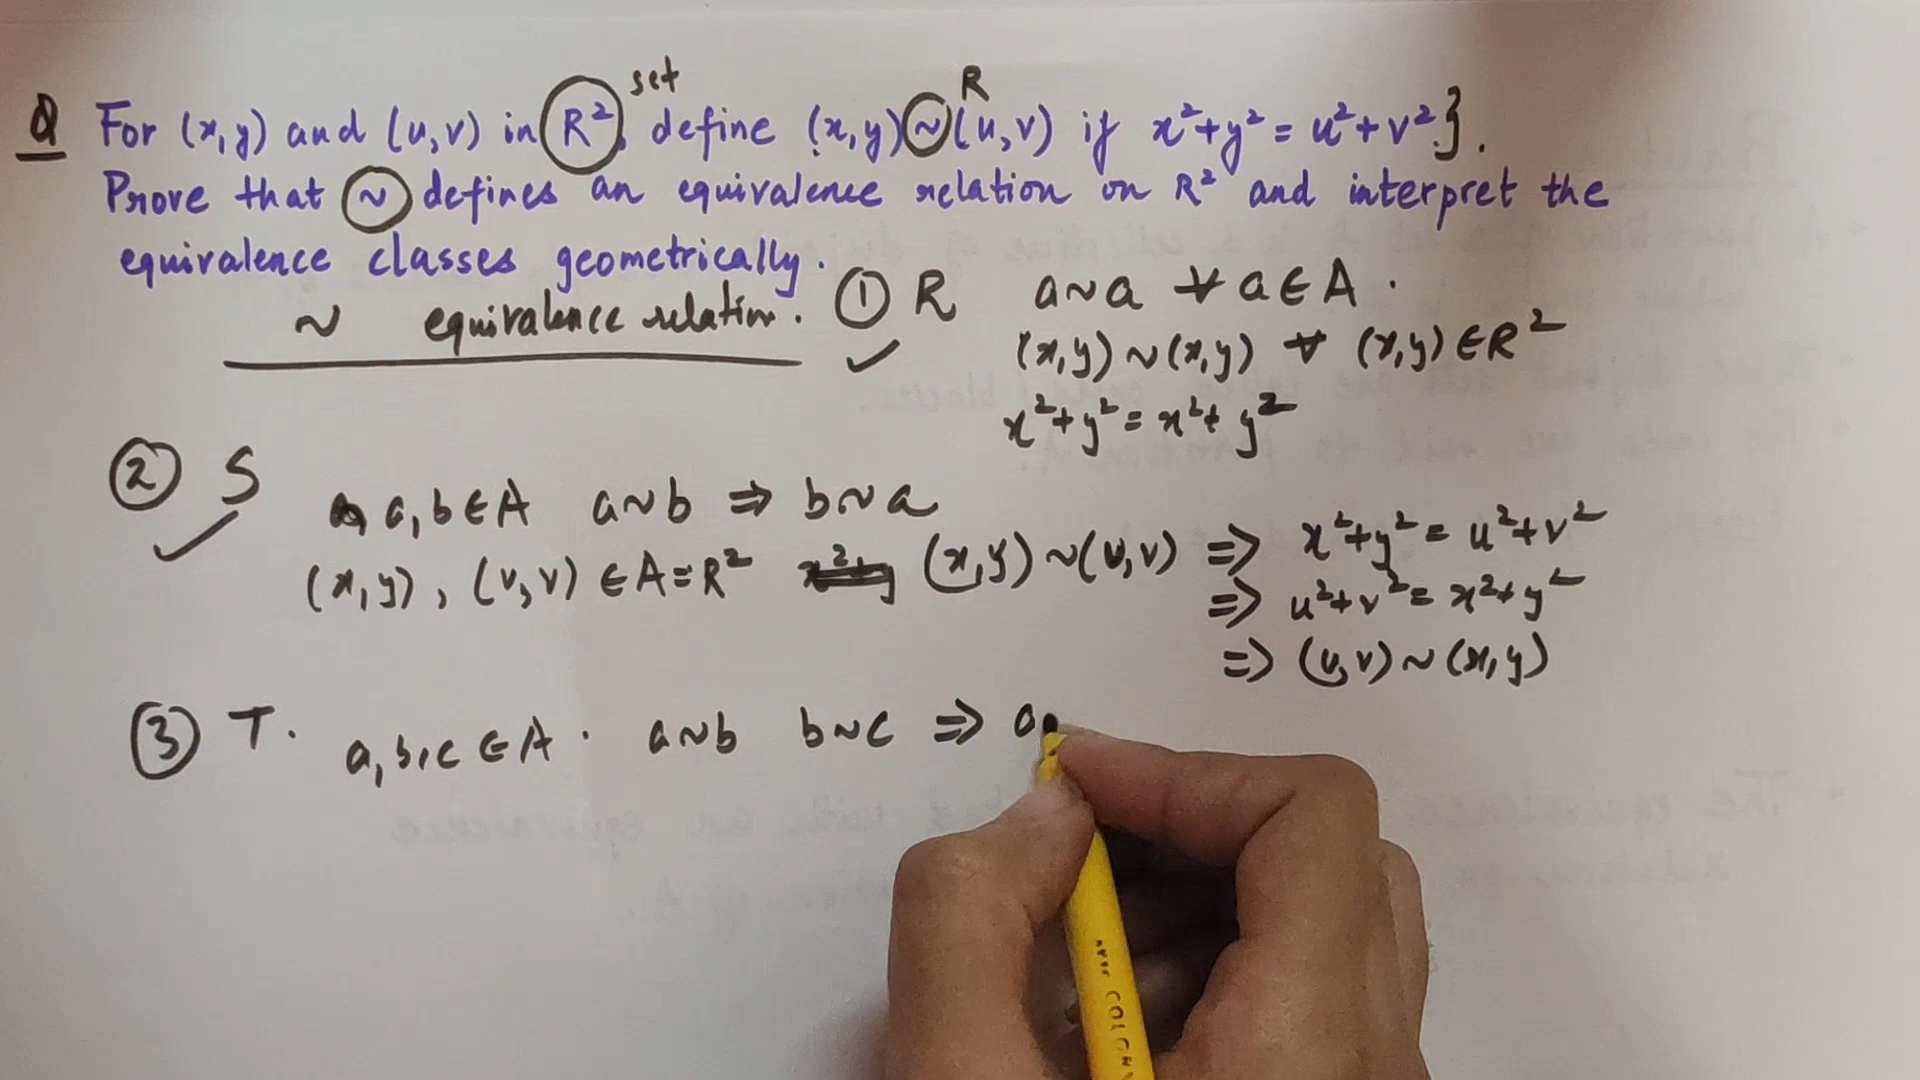 Q For (x,y) and (u,v) in R², set define (x,y) ~ R (u,v) if x²+y² = u²+v² }.
Prove that ~ defines an equivalence relation on R² and interpret the
equivalence classes geometrically.
~ equivalence relation. ① R a~a ∀ a∈A.
(x,y)~(x,y) ∀ (x,y)∈R²
x²+y² = x²+y²
② S
a,b∈A a~b ⇒ b~a
(x,y), (u,v) ∈ A=R² (x,y)~(u,v) ⇒ x²+y² = u²+v²
⇒ u²+v² = x²+y²
⇒ (u,v)~(x,y)
③ T. a,b,c ∈ A. a~b b~c ⇒ a
COLOR